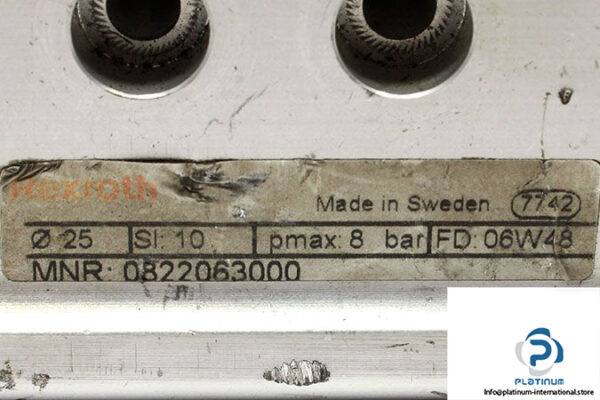 Rexroth
Made in Sweden 7742
Ø 25 SI: 10 pmax: 8 bar FD: 06W48
MNR: 0822063000
PLATINUM
Info@platinum-international.store